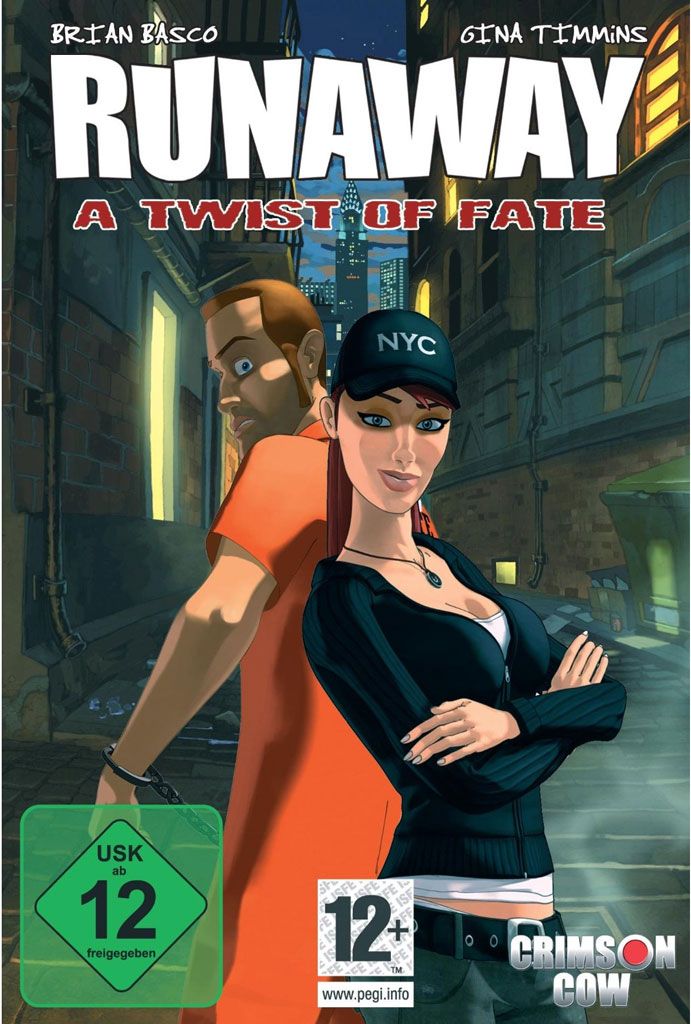 BRIAN BASCO
GINA TIMMINS
RUNAWAY
A TWIST OF FATE
NYC
USK
ab
12
freigegeben
12+
TM
www.pegi.info
CRIMSON
COW